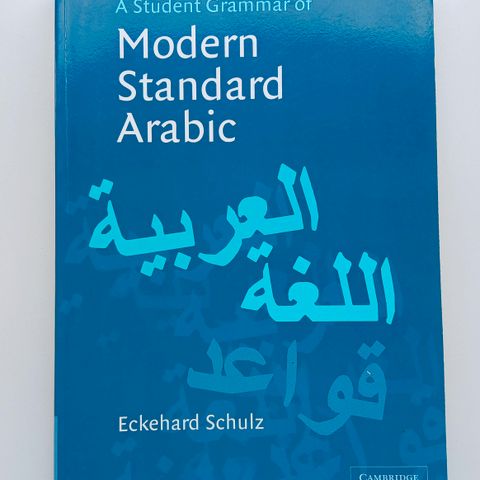 A Student Grammar of
Modern
Standard
Arabic
العربية
اللغة
قواعد
Eckehard Schulz
CAMBRIDGE